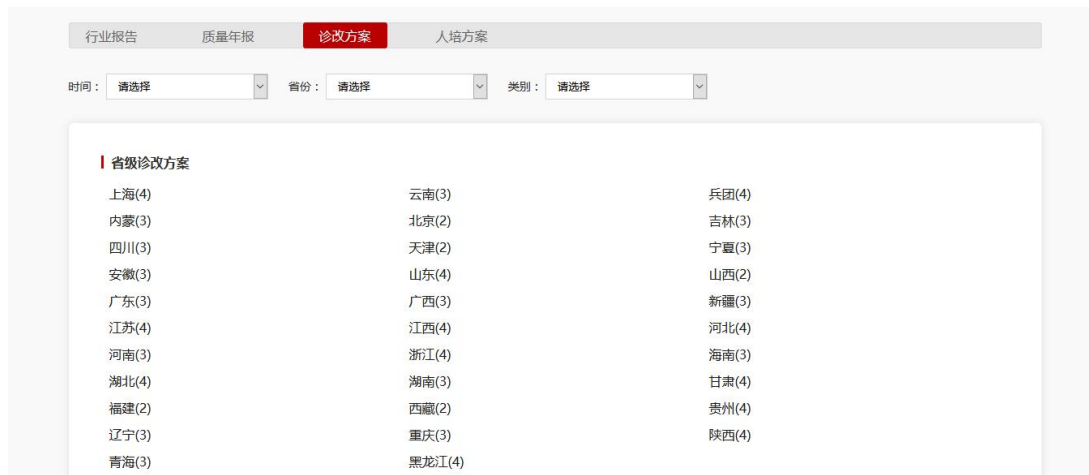 行业报告 质量年报 诊改方案 人培方案
时间： 请选择 省份： 请选择 类别： 请选择
省级诊改方案
上海(4) 云南(3) 兵团(4)
内蒙(3) 北京(2) 吉林(3)
四川(3) 天津(2) 宁夏(3)
安徽(3) 山东(4) 山西(2)
广东(3) 广西(3) 新疆(3)
江苏(4) 江西(4) 河北(4)
河南(3) 浙江(4) 海南(3)
湖北(4) 湖南(3) 甘肃(4)
福建(2) 西藏(2) 贵州(4)
辽宁(3) 重庆(3) 陕西(4)
青海(3) 黑龙江(4)